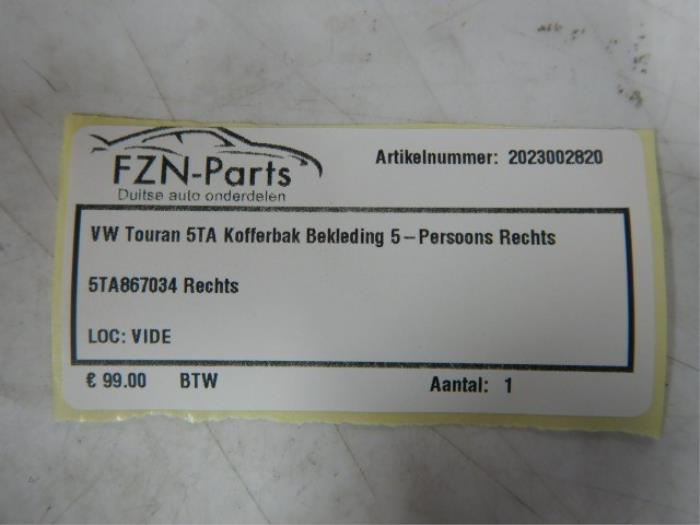 FZN-Parts
Duitse auto onderdelen
Artikelnummer: 2023002820
VW Touran 5TA Kofferbak Bekleding 5-Persoons Rechts
5TA867034 Rechts
LOC: VIDE
€ 99.00 BTW Aantal: 1